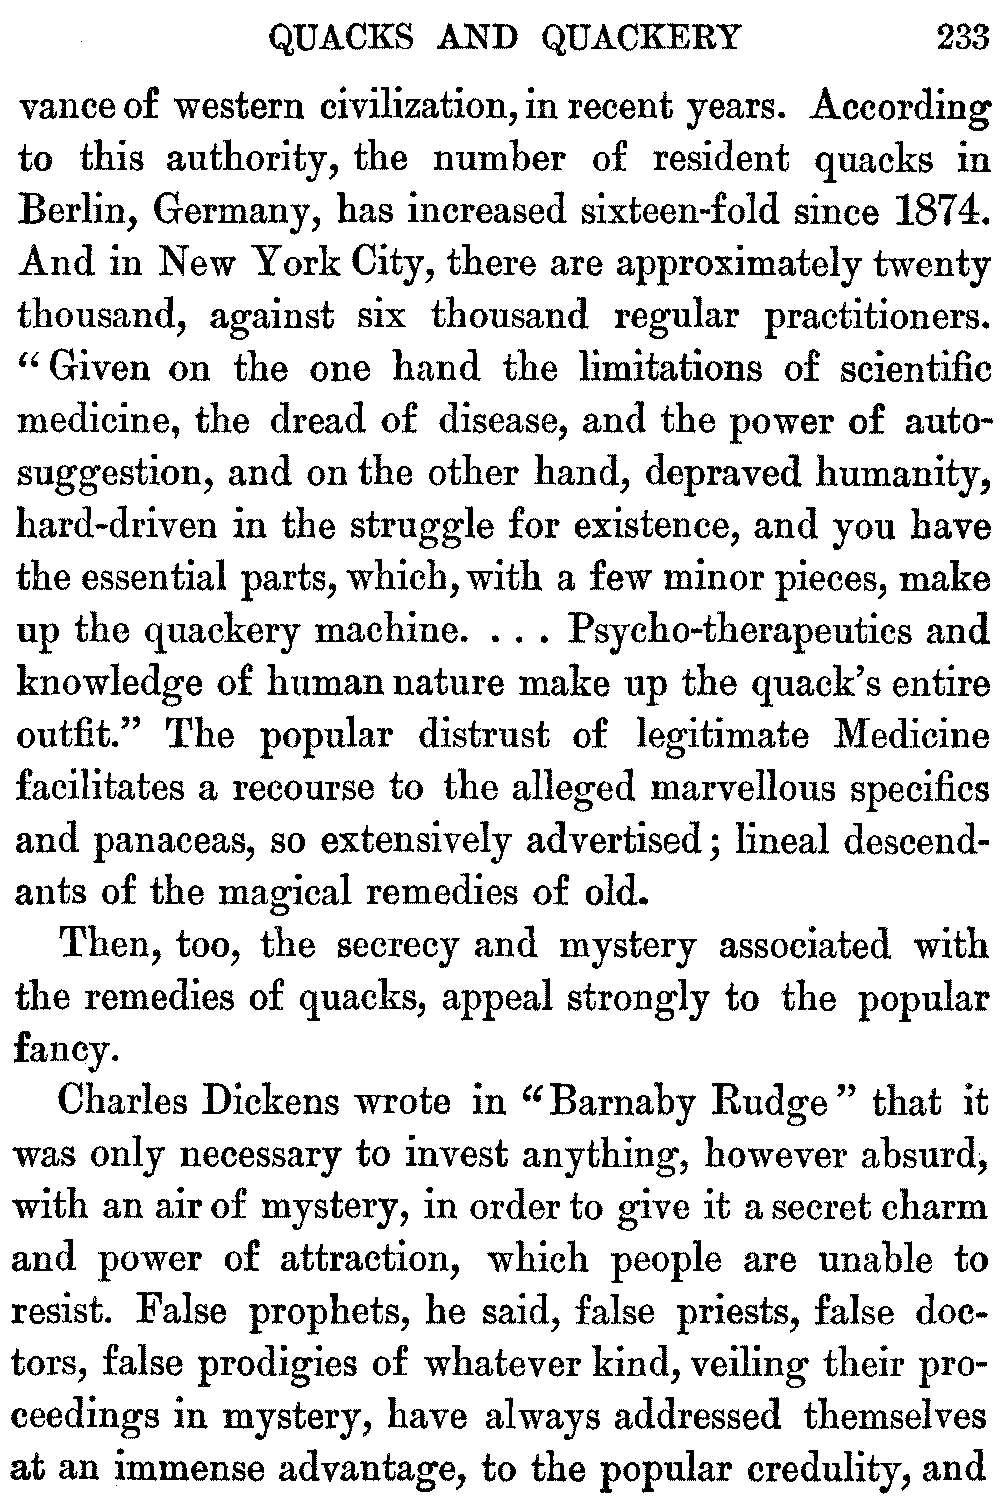 QUACKS AND QUACKERY 233
vance of western civilization, in recent years. According
to this authority, the number of resident quacks in
Berlin, Germany, has increased sixteen-fold since 1874.
And in New York City, there are approximately twenty
thousand, against six thousand regular practitioners.
“Given on the one hand the limitations of scientific
medicine, the dread of disease, and the power of auto-
suggestion, and on the other hand, depraved humanity,
hard-driven in the struggle for existence, and you have
the essential parts, which, with a few minor pieces, make
up the quackery machine. . . . Psycho-therapeutics and
knowledge of human nature make up the quack’s entire
outfit.” The popular distrust of legitimate Medicine
facilitates a recourse to the alleged marvellous specifics
and panaceas, so extensively advertised; lineal descend-
ants of the magical remedies of old.
Then, too, the secrecy and mystery associated with
the remedies of quacks, appeal strongly to the popular
fancy.
Charles Dickens wrote in “Barnaby Rudge” that it
was only necessary to invest anything, however absurd,
with an air of mystery, in order to give it a secret charm
and power of attraction, which people are unable to
resist. False prophets, he said, false priests, false doc-
tors, false prodigies of whatever kind, veiling their pro-
ceedings in mystery, have always addressed themselves
at an immense advantage, to the popular credulity, and